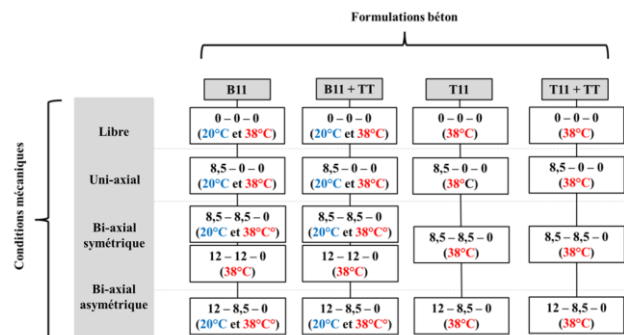 Formulations béton
B11
B11 + TT
T11
T11 + TT
Conditions mécaniques
Libre
0 – 0 – 0
(20°C et 38°C)
0 – 0 – 0
(20°C et 38°C)
0 – 0 – 0
(38°C)
0 – 0 – 0
(38°C)
Uni-axial
8,5 – 0 – 0
(20°C et 38°C)
8,5 – 0 – 0
(20°C et 38°C)
8,5 – 0 – 0
(38°C)
8,5 – 0 – 0
(38°C)
Bi-axial
symétrique
8,5 – 8,5 – 0
(20°C et 38°C°)
8,5 – 8,5 – 0
(20°C et 38°C°)
8,5 – 8,5 – 0
(38°C)
8,5 – 8,5 – 0
(38°C)
12 – 12 – 0
(38°C)
12 – 12 – 0
(38°C)
Bi-axial
asymétrique
12 – 8,5 – 0
(20°C et 38°C°)
12 – 8,5 – 0
(20°C et 38°C°)
12 – 8,5 – 0
(38°C)
12 – 8,5 – 0
(38°C)